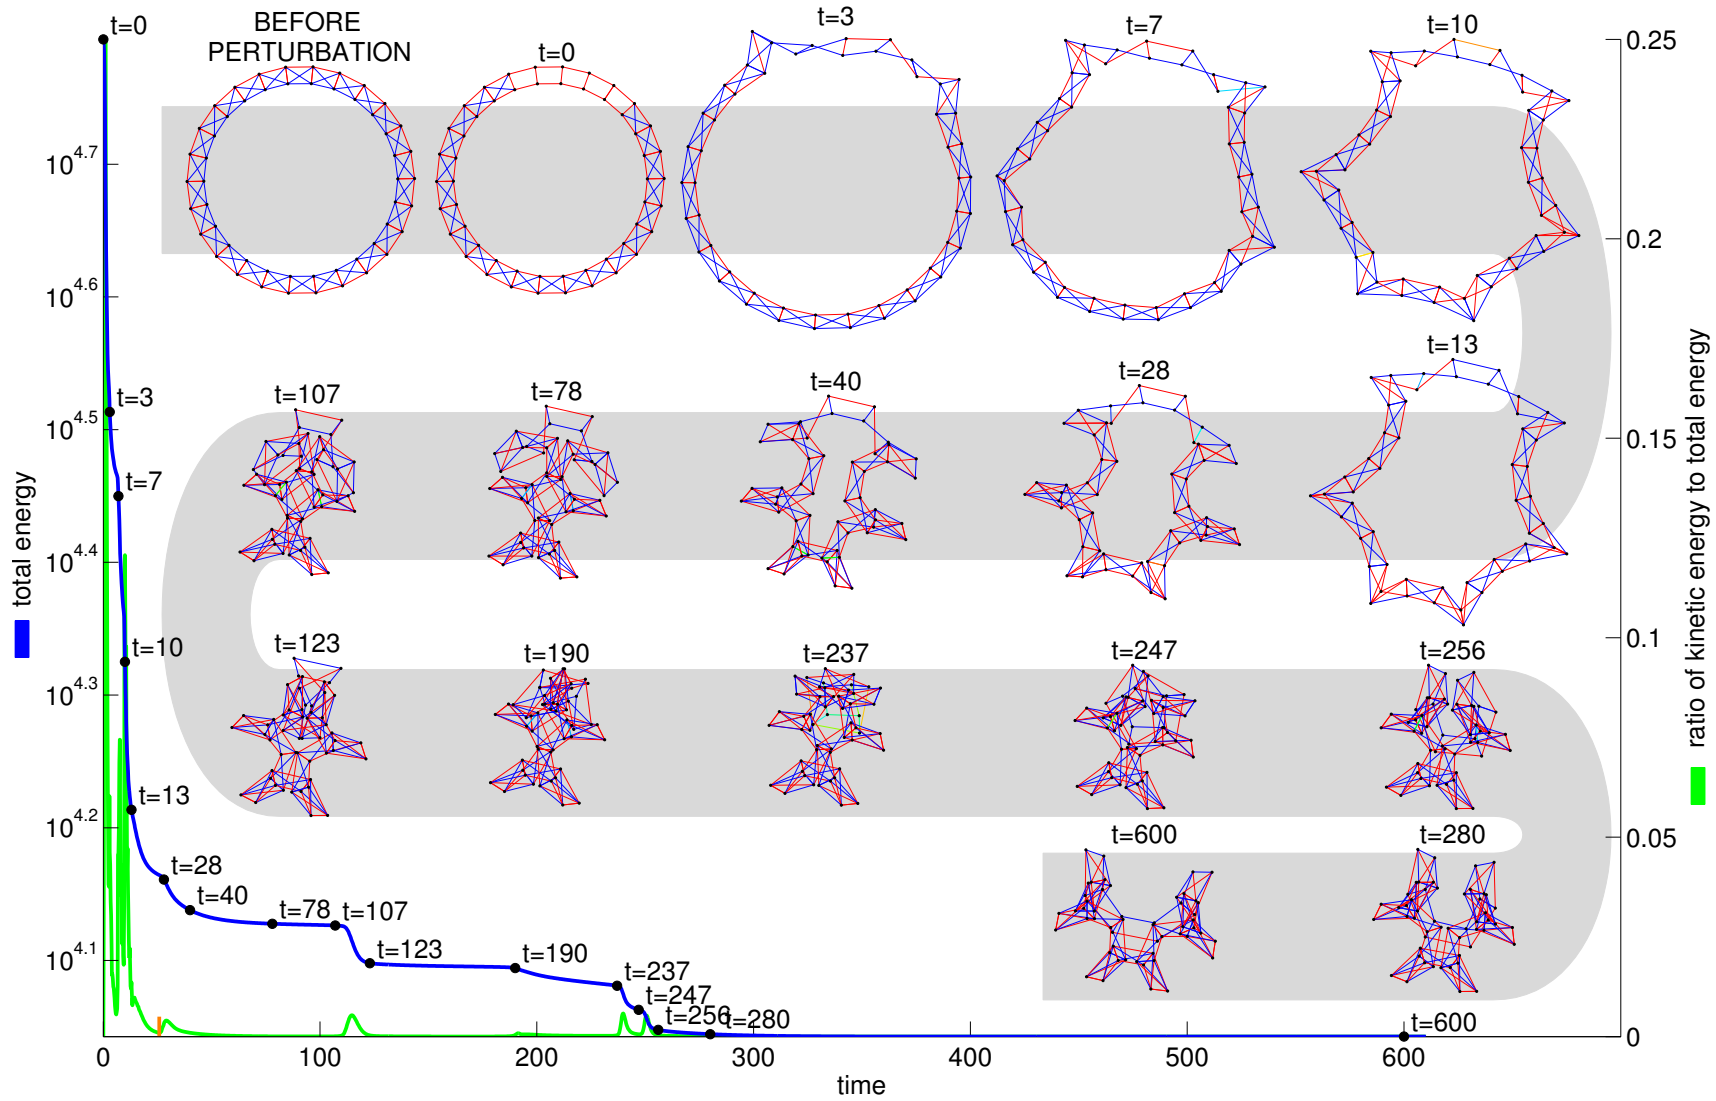 t=0
BEFORE
PERTURBATION
t=0
t=3
t=7
t=10
0.25
10^4.7
10^4.6
0.2
t=3
t=107
t=78
t=40
t=28
t=13
10^4.5
0.15
t=7
10^4.4
t=10
t=123
t=190
t=237
t=247
t=256
0.1
10^4.3
t=13
10^4.2
t=600
t=280
0.05
t=28
t=40
t=78
t=107
t=123
t=190
t=237
t=247
t=256
t=280
t=600
10^4.1
0
0
100
200
300
400
500
600
time
total energy
ratio of kinetic energy to total energy